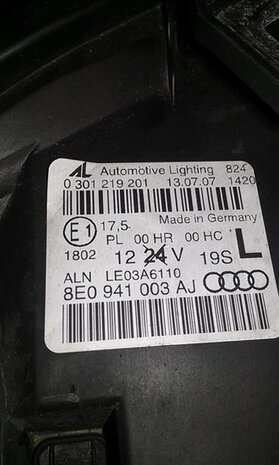 AL Automotive Lighting 824
0 301 219 201 13.07.07 1420
Made in Germany
E1 17,5
PL 00 HR 00 HC L
1802 12 24 V 19S
ALN LE03A6110
8E0 941 003 AJ